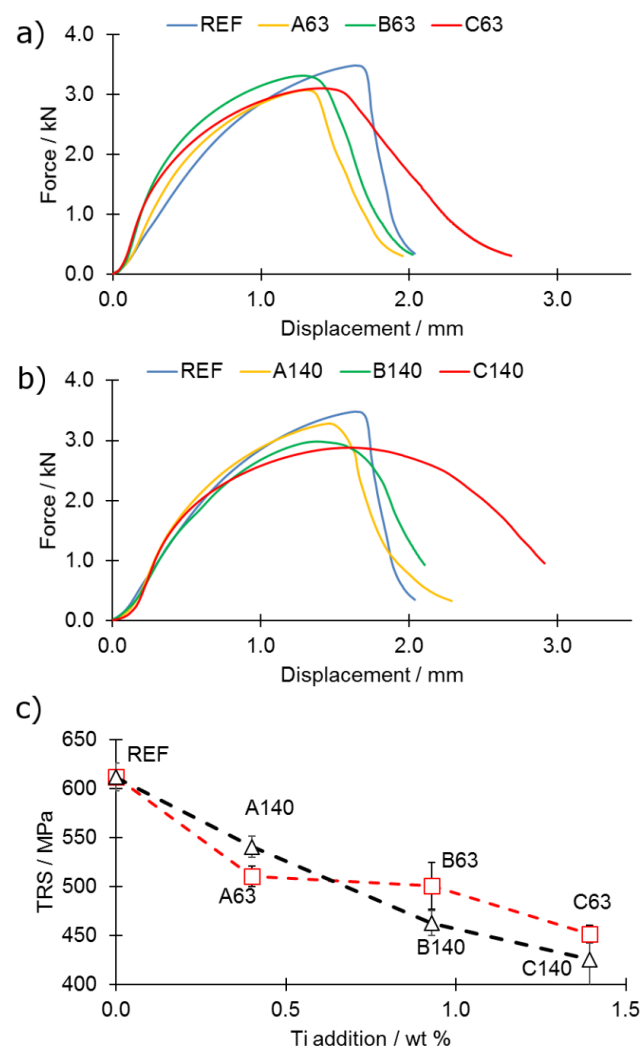 a)
REF A63 B63 C63
4.0
3.0
2.0
1.0
0.0
Force / kN
0.0 1.0 2.0 3.0
Displacement / mm
b)
REF A140 B140 C140
4.0
3.0
2.0
1.0
0.0
Force / kN
0.0 1.0 2.0 3.0
Displacement / mm
c)
650
600
550
500
450
400
TRS / MPa
REF
A140
A63
B63
B140
C63
C140
0.0 0.5 1.0 1.5
Ti addition / wt %